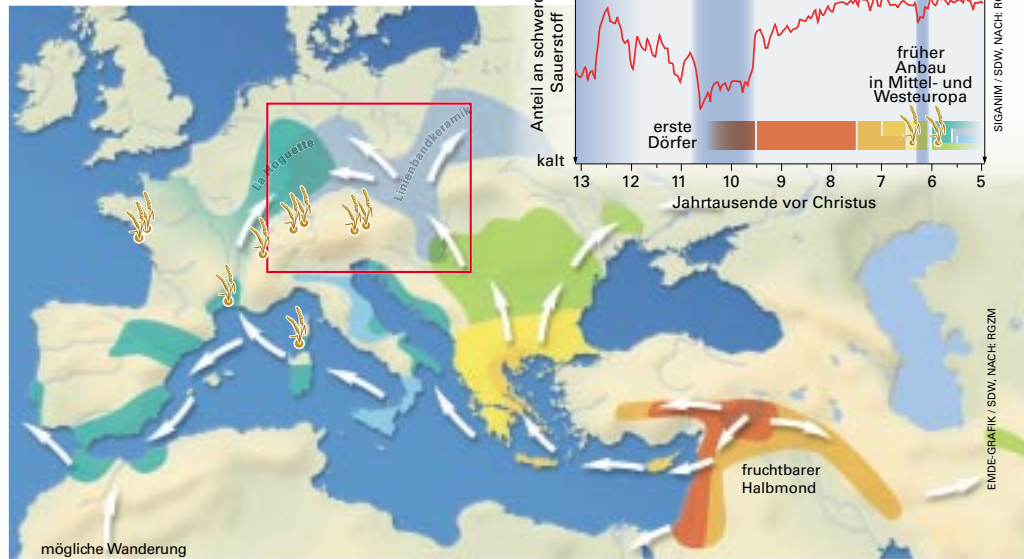 Anteil an schwere
Sauerstoff
kalt
erste
Dörfer
früher
Anbau
in Mittel- und
Westeuropa
13 12 11 10 9 8 7 6 5
Jahrtausende vor Christus
SIGANIM / SDW, NACH: RG
La Hoguette
Linienbandkeramik
fruchtbarer
Halbmond
mögliche Wanderung
EMDE-GRAFIK / SDW, NACH: RGZM